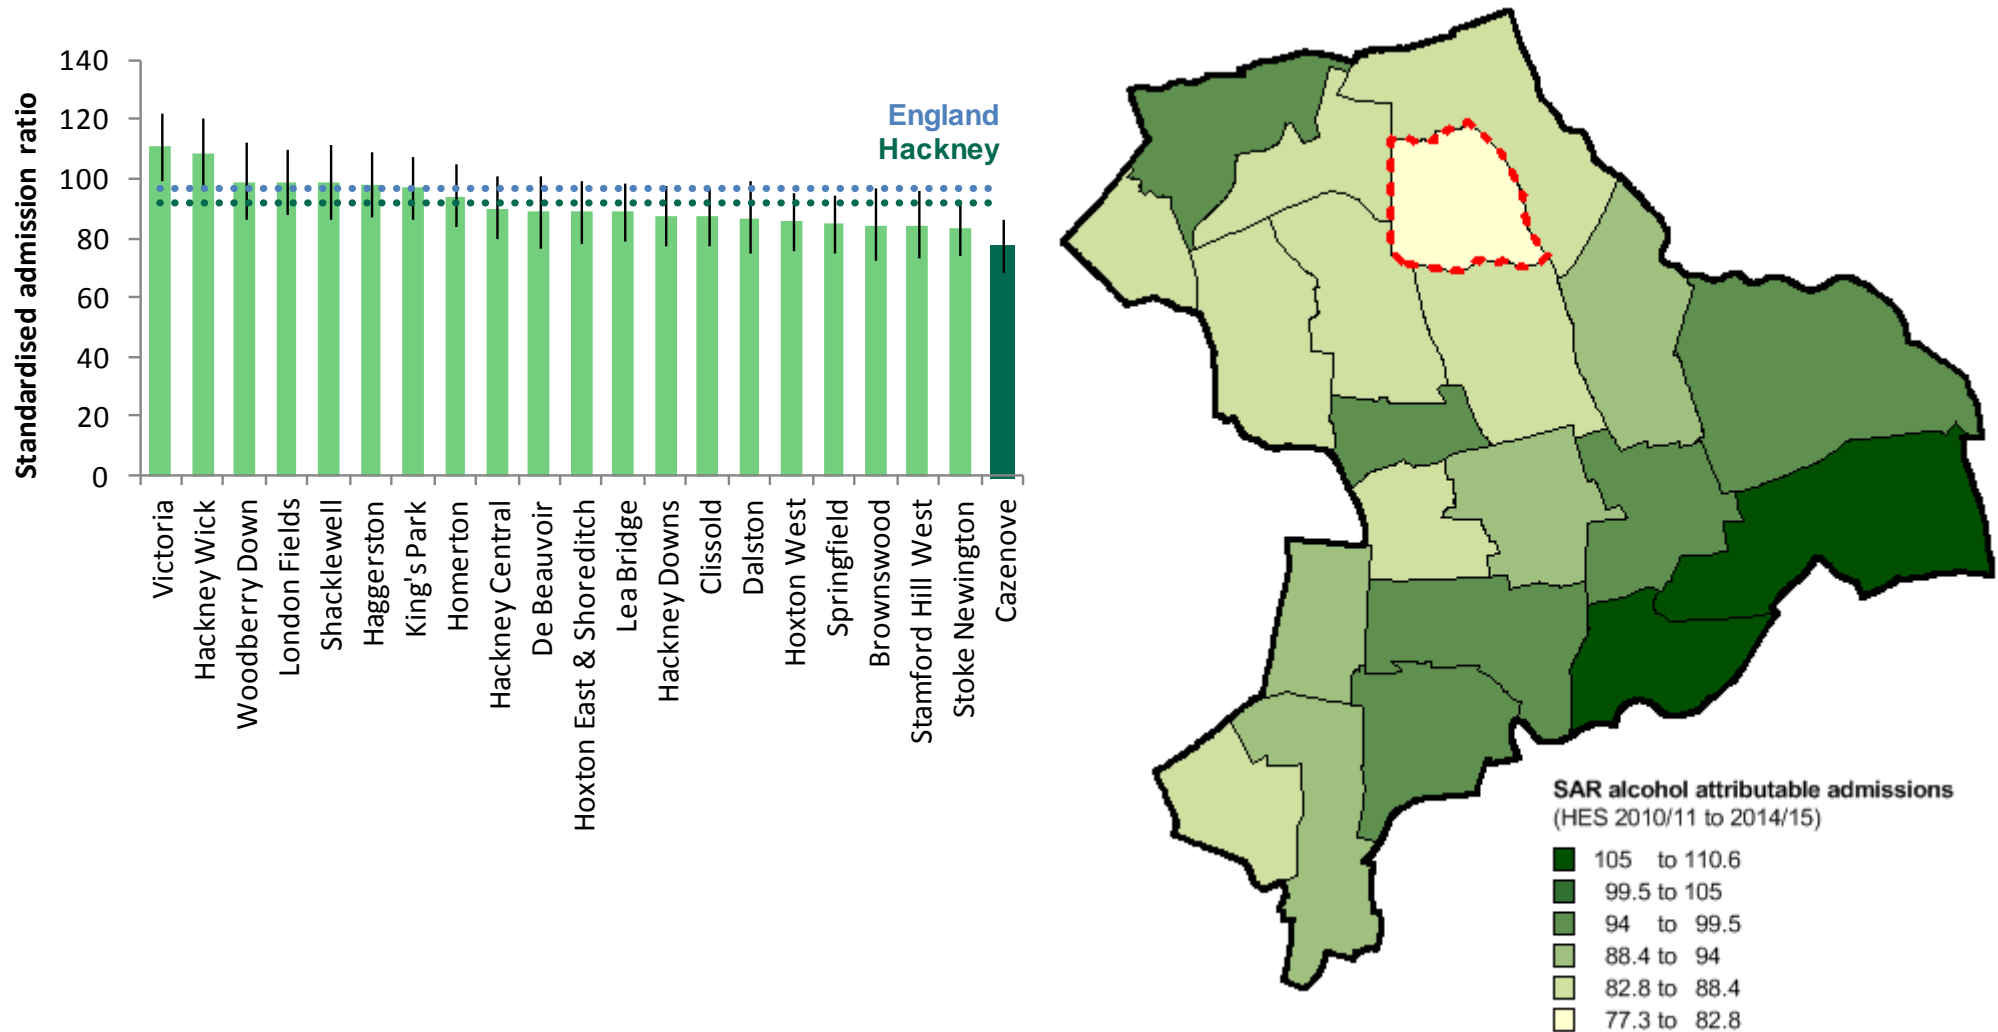 Standardised admission ratio
140
120
100
80
60
40
20
0
England
Hackney
Victoria
Hackney Wick
Woodberry Down
London Fields
Shacklewell
Haggerston
King's Park
Homerton
Hackney Central
De Beauvoir
Hoxton East & Shoreditch
Lea Bridge
Hackney Downs
Clissold
Dalston
Hoxton West
Springfield
Brownswood
Stamford Hill West
Stoke Newington
Cazenove
SAR alcohol attributable admissions
(HES 2010/11 to 2014/15)
105 to 110.6
99.5 to 105
94 to 99.5
88.4 to 94
82.8 to 88.4
77.3 to 82.8